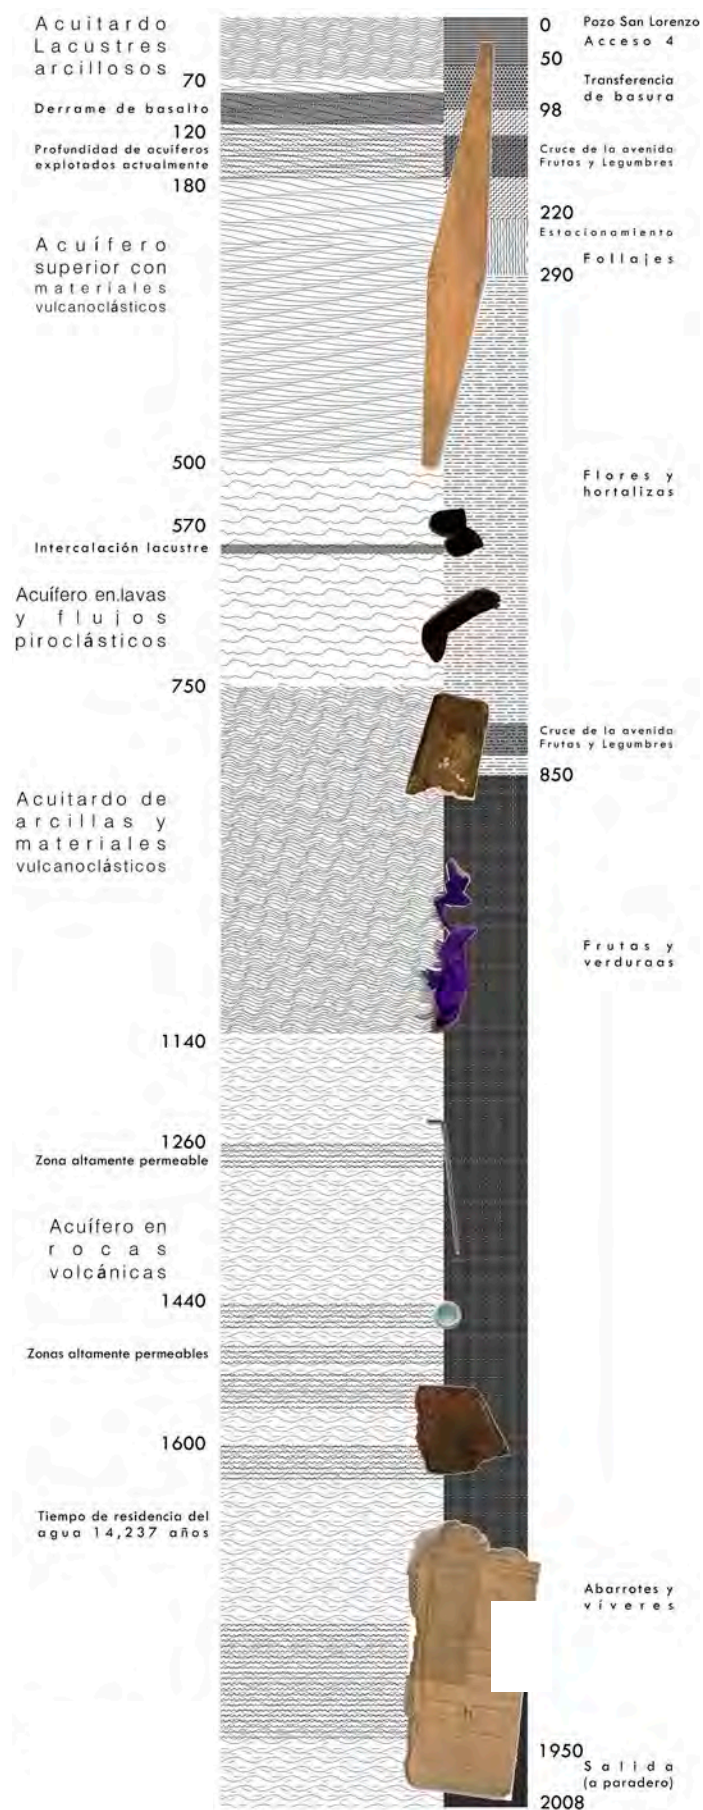 Acuitardo
Lacustres
arcillosos
70
Derrame de basalto
120
Profundidad de acuíferos
explotados actualmente
180
Acuífero
superior con
materiales
vulcanoclásticos
500
570
Intercalación lacustre
Acuífero en.lavas
y flujos
piroclásticos
750
Acuitardo de
arcillas y
materiales
vulcanoclásticos
1140
1260
Zona altamente permeable
Acuífero en
rocas
volcánicas
1440
Zonas altamente permeables
1600
Tiempo de residencia del
agua 14,237 años
0
Pozo San Lorenzo
Acceso 4
50
Transferencia
de basura
98
Cruce de la avenida
Frutas y Legumbres
220
Estacionamiento
Follajes
290
Flores y
hortalizas
Cruce de la avenida
Frutas y Legumbres
850
Frutas y
verduraas
Abarrotes y
víveres
1950
Salida
(a paradero)
2008